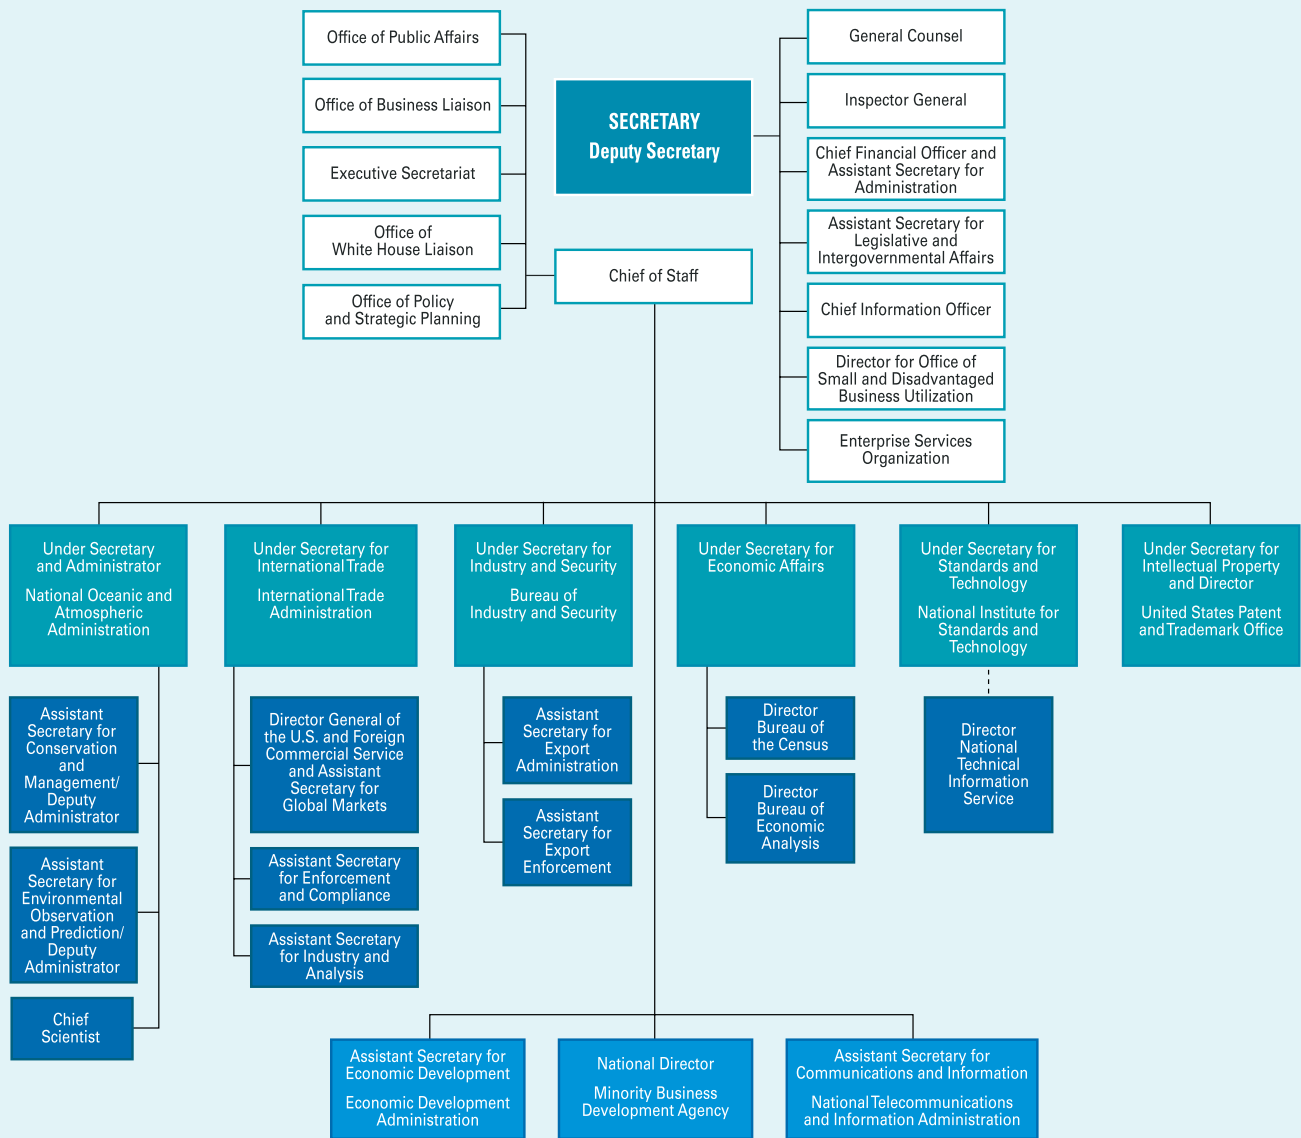 Office of Public Affairs
Office of Business Liaison
Executive Secretariat
Office of
White House Liaison
Office of Policy
and Strategic Planning
SECRETARY
Deputy Secretary
Chief of Staff
General Counsel
Inspector General
Chief Financial Officer and
Assistant Secretary for
Administration
Assistant Secretary for
Legislative and
Intergovernmental Affairs
Chief Information Officer
Director for Office of
Small and Disadvantaged
Business Utilization
Enterprise Services
Organization
Under Secretary
and Administrator
National Oceanic and
Atmospheric
Administration
Under Secretary for
International Trade
International Trade
Administration
Under Secretary for
Industry and Security
Bureau of
Industry and Security
Under Secretary for
Economic Affairs
Under Secretary for
Standards and
Technology
National Institute for
Standards and
Technology
Under Secretary for
Intellectual Property
and Director
United States Patent
and Trademark Office
Assistant
Secretary for
Conservation
and
Management/
Deputy
Administrator
Assistant
Secretary for
Environmental
Observation
and Prediction/
Deputy
Administrator
Chief
Scientist
Director General of
the U.S. and Foreign
Commercial Service
and Assistant
Secretary for
Global Markets
Assistant Secretary
for Enforcement
and Compliance
Assistant Secretary
for Industry and
Analysis
Assistant
Secretary for
Export
Administration
Assistant
Secretary for
Export
Enforcement
Director
Bureau of
the Census
Director
Bureau of
Economic
Analysis
Director
National
Technical
Information
Service
Assistant Secretary for
Economic Development
Economic Development
Administration
National Director
Minority Business
Development Agency
Assistant Secretary for
Communications and Information
National Telecommunications
and Information Administration